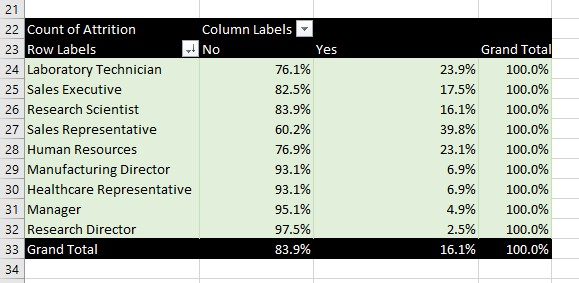 21
22 Count of Attrition Column Labels
23 Row Labels No Yes Grand Total
24 Laboratory Technician 76.1% 23.9% 100.0%
25 Sales Executive 82.5% 17.5% 100.0%
26 Research Scientist 83.9% 16.1% 100.0%
27 Sales Representative 60.2% 39.8% 100.0%
28 Human Resources 76.9% 23.1% 100.0%
29 Manufacturing Director 93.1% 6.9% 100.0%
30 Healthcare Representative 93.1% 6.9% 100.0%
31 Manager 95.1% 4.9% 100.0%
32 Research Director 97.5% 2.5% 100.0%
33 Grand Total 83.9% 16.1% 100.0%
34